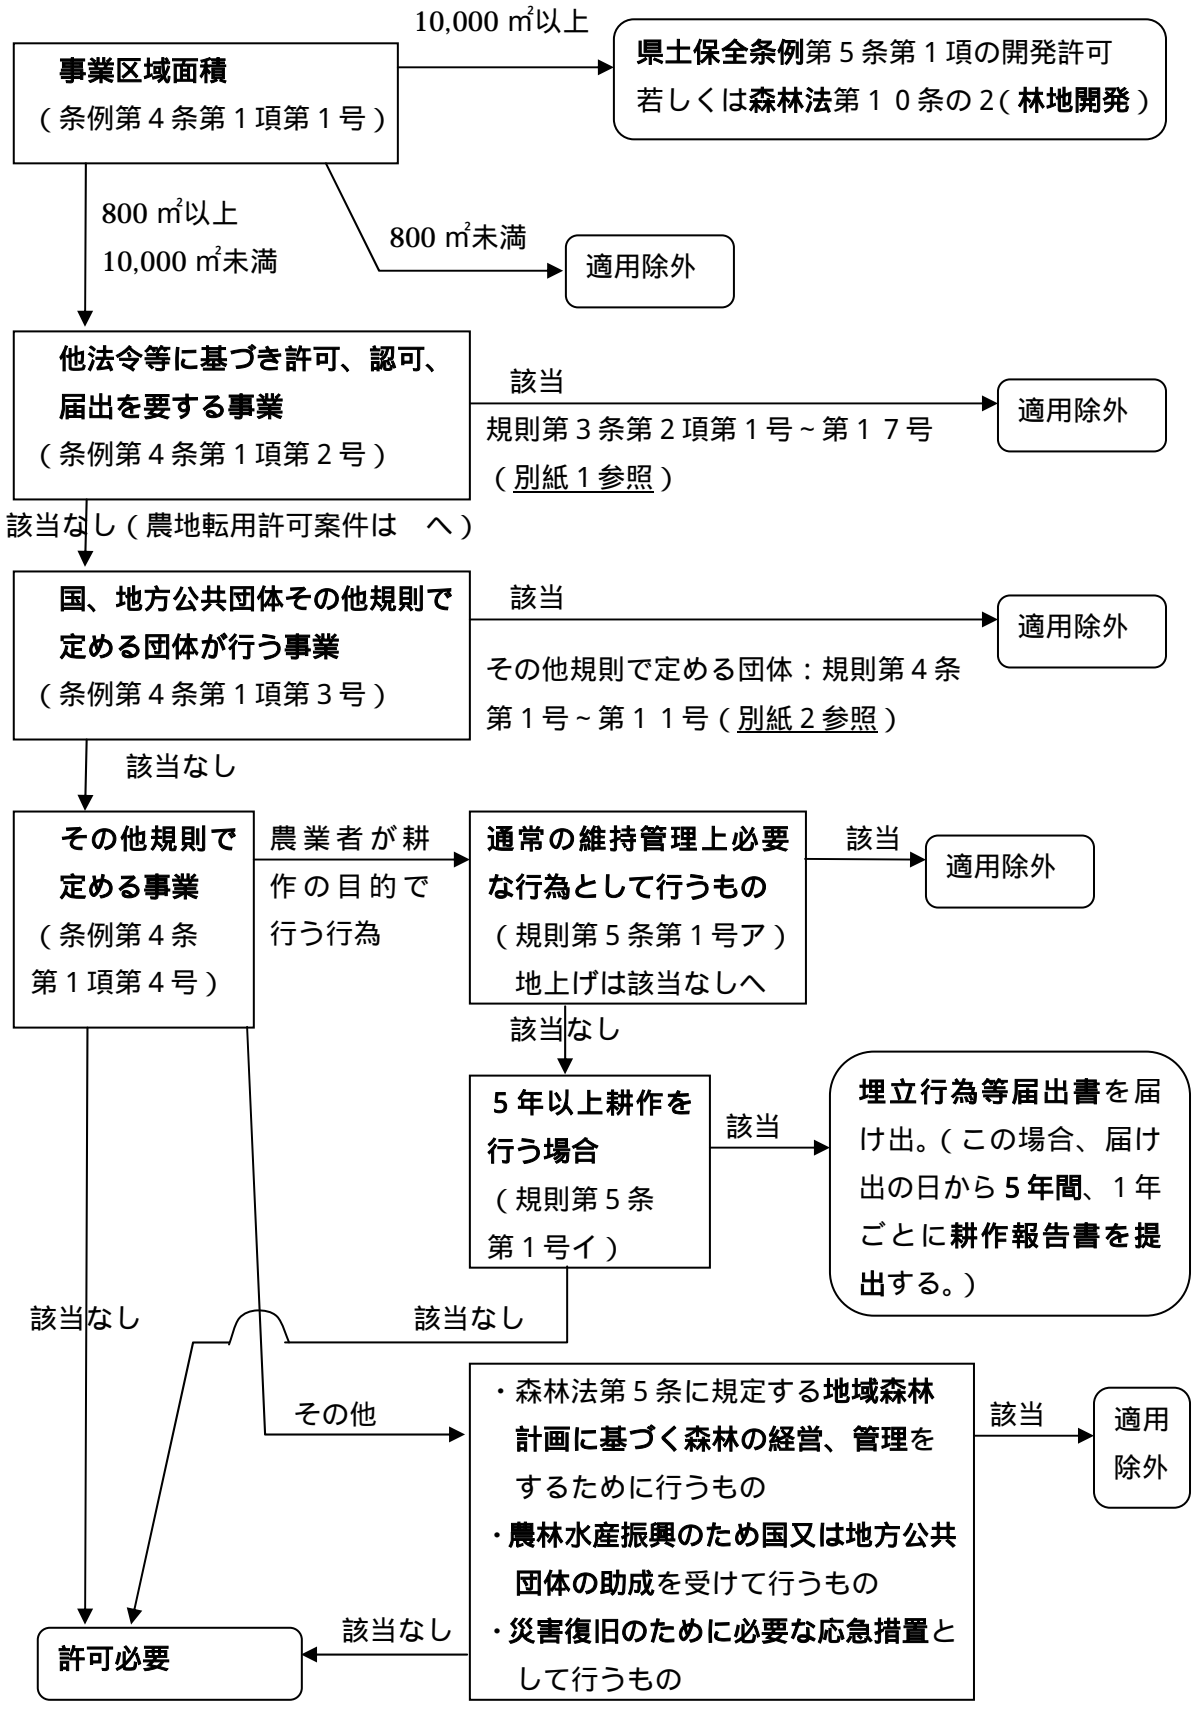 10,000 ㎡以上
事業区域面積
（条例第４条第１項第１号）
県土保全条例第５条第１項の開発許可
若しくは森林法第１０条の２（林地開発）
800 ㎡以上
10,000 ㎡未満
800 ㎡未満
適用除外
他法令等に基づき許可、認可、
届出を要する事業
（条例第４条第１項第２号）
該当
規則第３条第２項第１号～第１７号
（別紙１参照）
適用除外
該当なし（農地転用許可案件は　へ）
国、地方公共団体その他規則で
定める団体が行う事業
（条例第４条第１項第３号）
該当
適用除外
その他規則で定める団体：規則第４条
第１号～第１１号（別紙２参照）
該当なし
その他規則で
定める事業
（条例第４条
第１項第４号）
農業者が耕
作の目的で
行う行為
通常の維持管理上必要
な行為として行うもの
（規則第５条第１号ア）
地上げは該当なしへ
該当
適用除外
該当なし
５年以上耕作を
行う場合
（規則第５条
第１号イ）
該当
埋立行為等届出書を届
け出。（この場合、届け
出の日から５年間、１年
ごとに耕作報告書を提
出する。）
該当なし
該当なし
その他
・森林法第５条に規定する地域森林
計画に基づく森林の経営、管理を
するために行うもの
・農林水産振興のため国又は地方公共
団体の助成を受けて行うもの
・災害復旧のために必要な応急措置と
して行うもの
該当
適用
除外
該当なし
許可必要